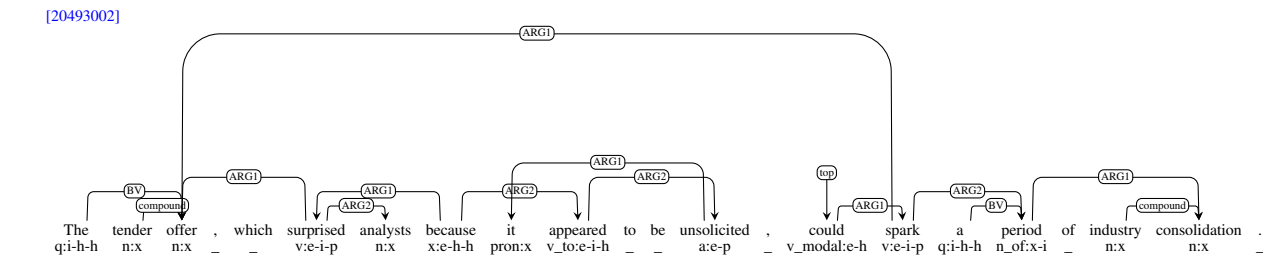 [20493002]
ARG1
ARG1
ARG1 ARG2 top
BV ARG1 ARG2 ARG2 ARG1
compound ARG2 ARG1 BV compound
The tender offer , which surprised analysts because it appeared to be unsolicited , could spark a period of industry consolidation .
q:i-h-h n:x n:x _ _ v:e-i-p n:x x:e-h-h pron:x v_to:e-i-h _ _ a:e-p _ v_modal:e-h v:e-i-p q:i-h-h n_of:x-i _ n:x n:x _